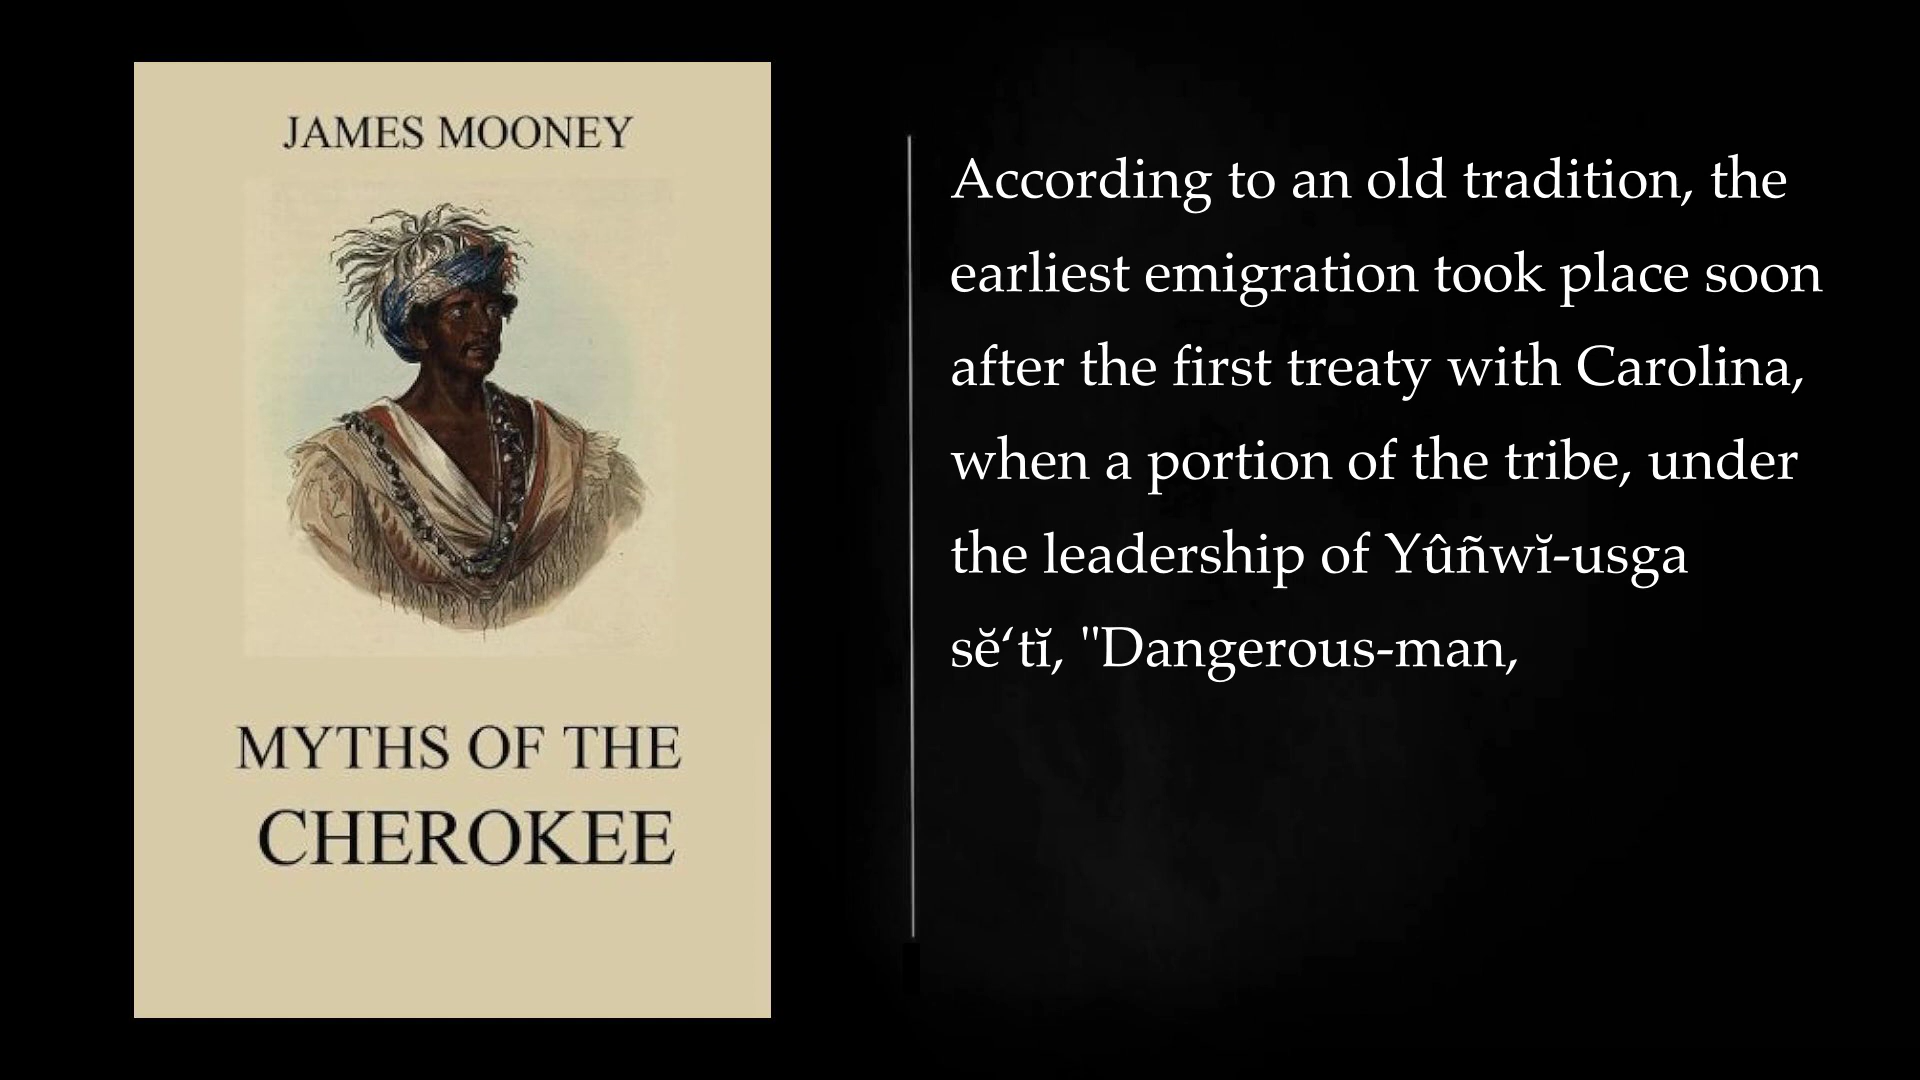 JAMES MOONEY
MYTHS OF THE
CHEROKEE
According to an old tradition, the
earliest emigration took place soon
after the first treaty with Carolina,
when a portion of the tribe, under
the leadership of Yûñwĭ-usga
sĕ‘tĭ, "Dangerous-man,